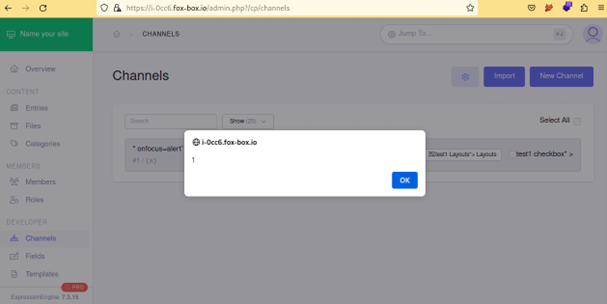 https://i-0cc6.fox-box.io/admin.php?/cp/channels
Name your site
CHANNELS
Jump To...
Overview
Channels
Import
New Channel
CONTENT
Entries
Search
Show (25)
Select All
Files
Categories
i-0cc6.fox-box.io
" onfocus=alert'
test1 Layouts"> Layouts
test1 checkbox" >
#1 /
1
MEMBERS
Members
OK
Roles
DEVELOPER
Channels
Fields
Templates
PRO
ExpressionEngine 7.3.15